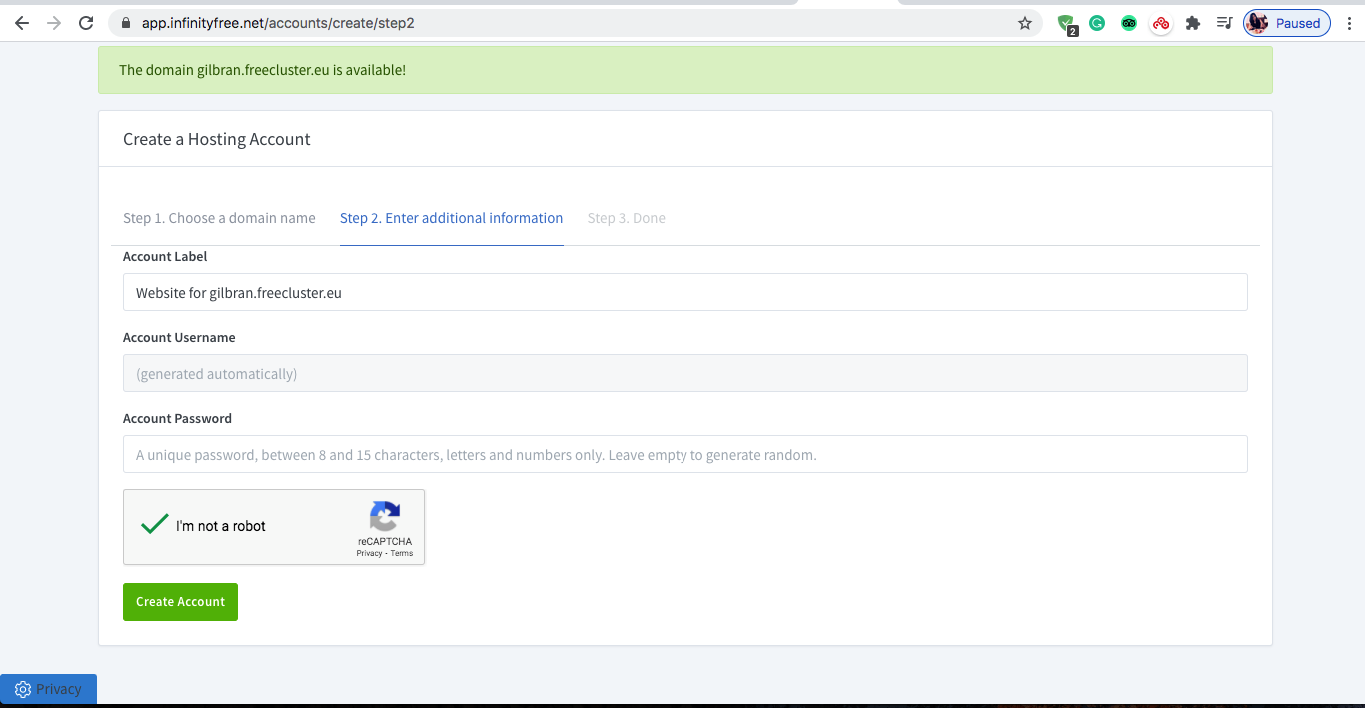 app.infinityfree.net/accounts/create/step2
2
Paused
The domain gilbran.freecluster.eu is available!
Create a Hosting Account
Step 1. Choose a domain name
Step 2. Enter additional information
Step 3. Done
Account Label
Website for gilbran.freecluster.eu
Account Username
(generated automatically)
Account Password
A unique password, between 8 and 15 characters, letters and numbers only. Leave empty to generate random.
I'm not a robot
reCAPTCHA
Privacy - Terms
Create Account
Privacy